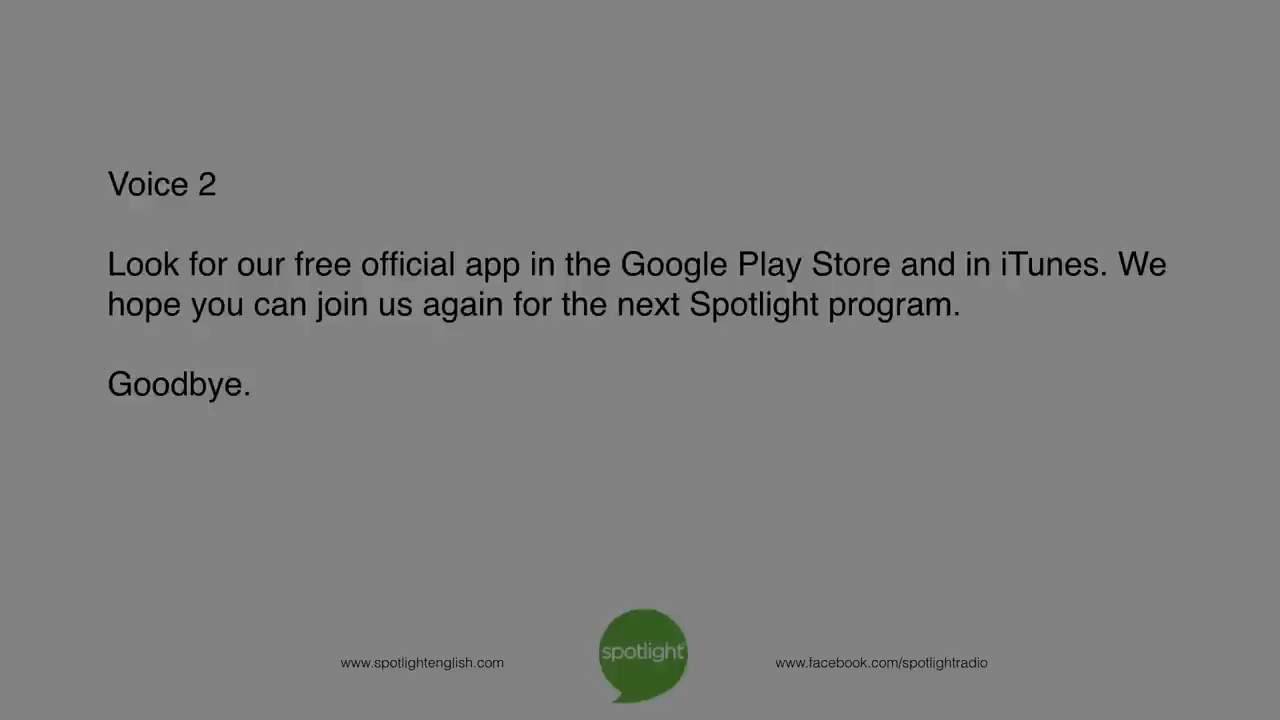 Voice 2
Look for our free official app in the Google Play Store and in iTunes. We
hope you can join us again for the next Spotlight program.
Goodbye.
www.spotlightenglish.com
spotlight
www.facebook.com/spotlightradio